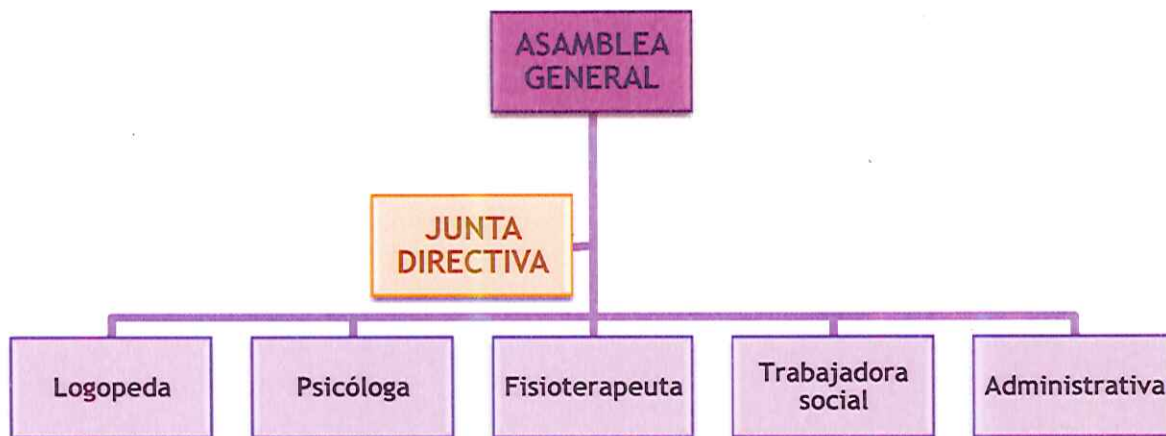 ASAMBLEA
GENERAL
JUNTA
DIRECTIVA
Logopeda
Psicóloga
Fisioterapeuta
Trabajadora
social
Administrativa